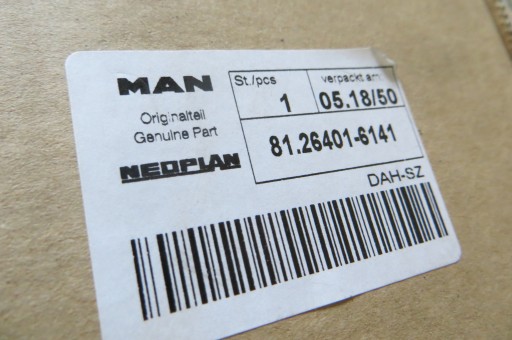 MAN
St./pcs
verpackt am
1
05.18/50
Originalteil
Genuine Part
81.26401-6141
NEOPLAN
DAH-SZ